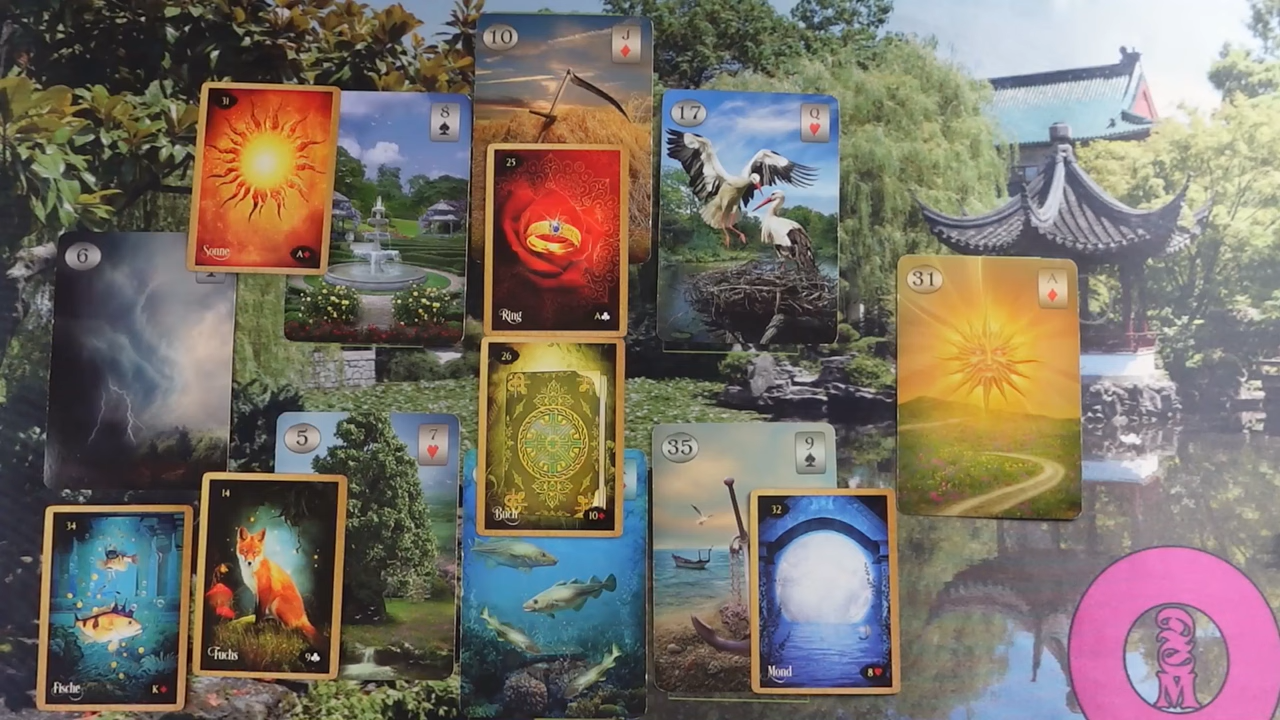 10
J
31
8
17
Q
25
Sonne
A
6
Ring
A
31
A
26
5
7
35
9
Buch
10
34
14
32
Fische
K
Fuchs
9
Mond
8